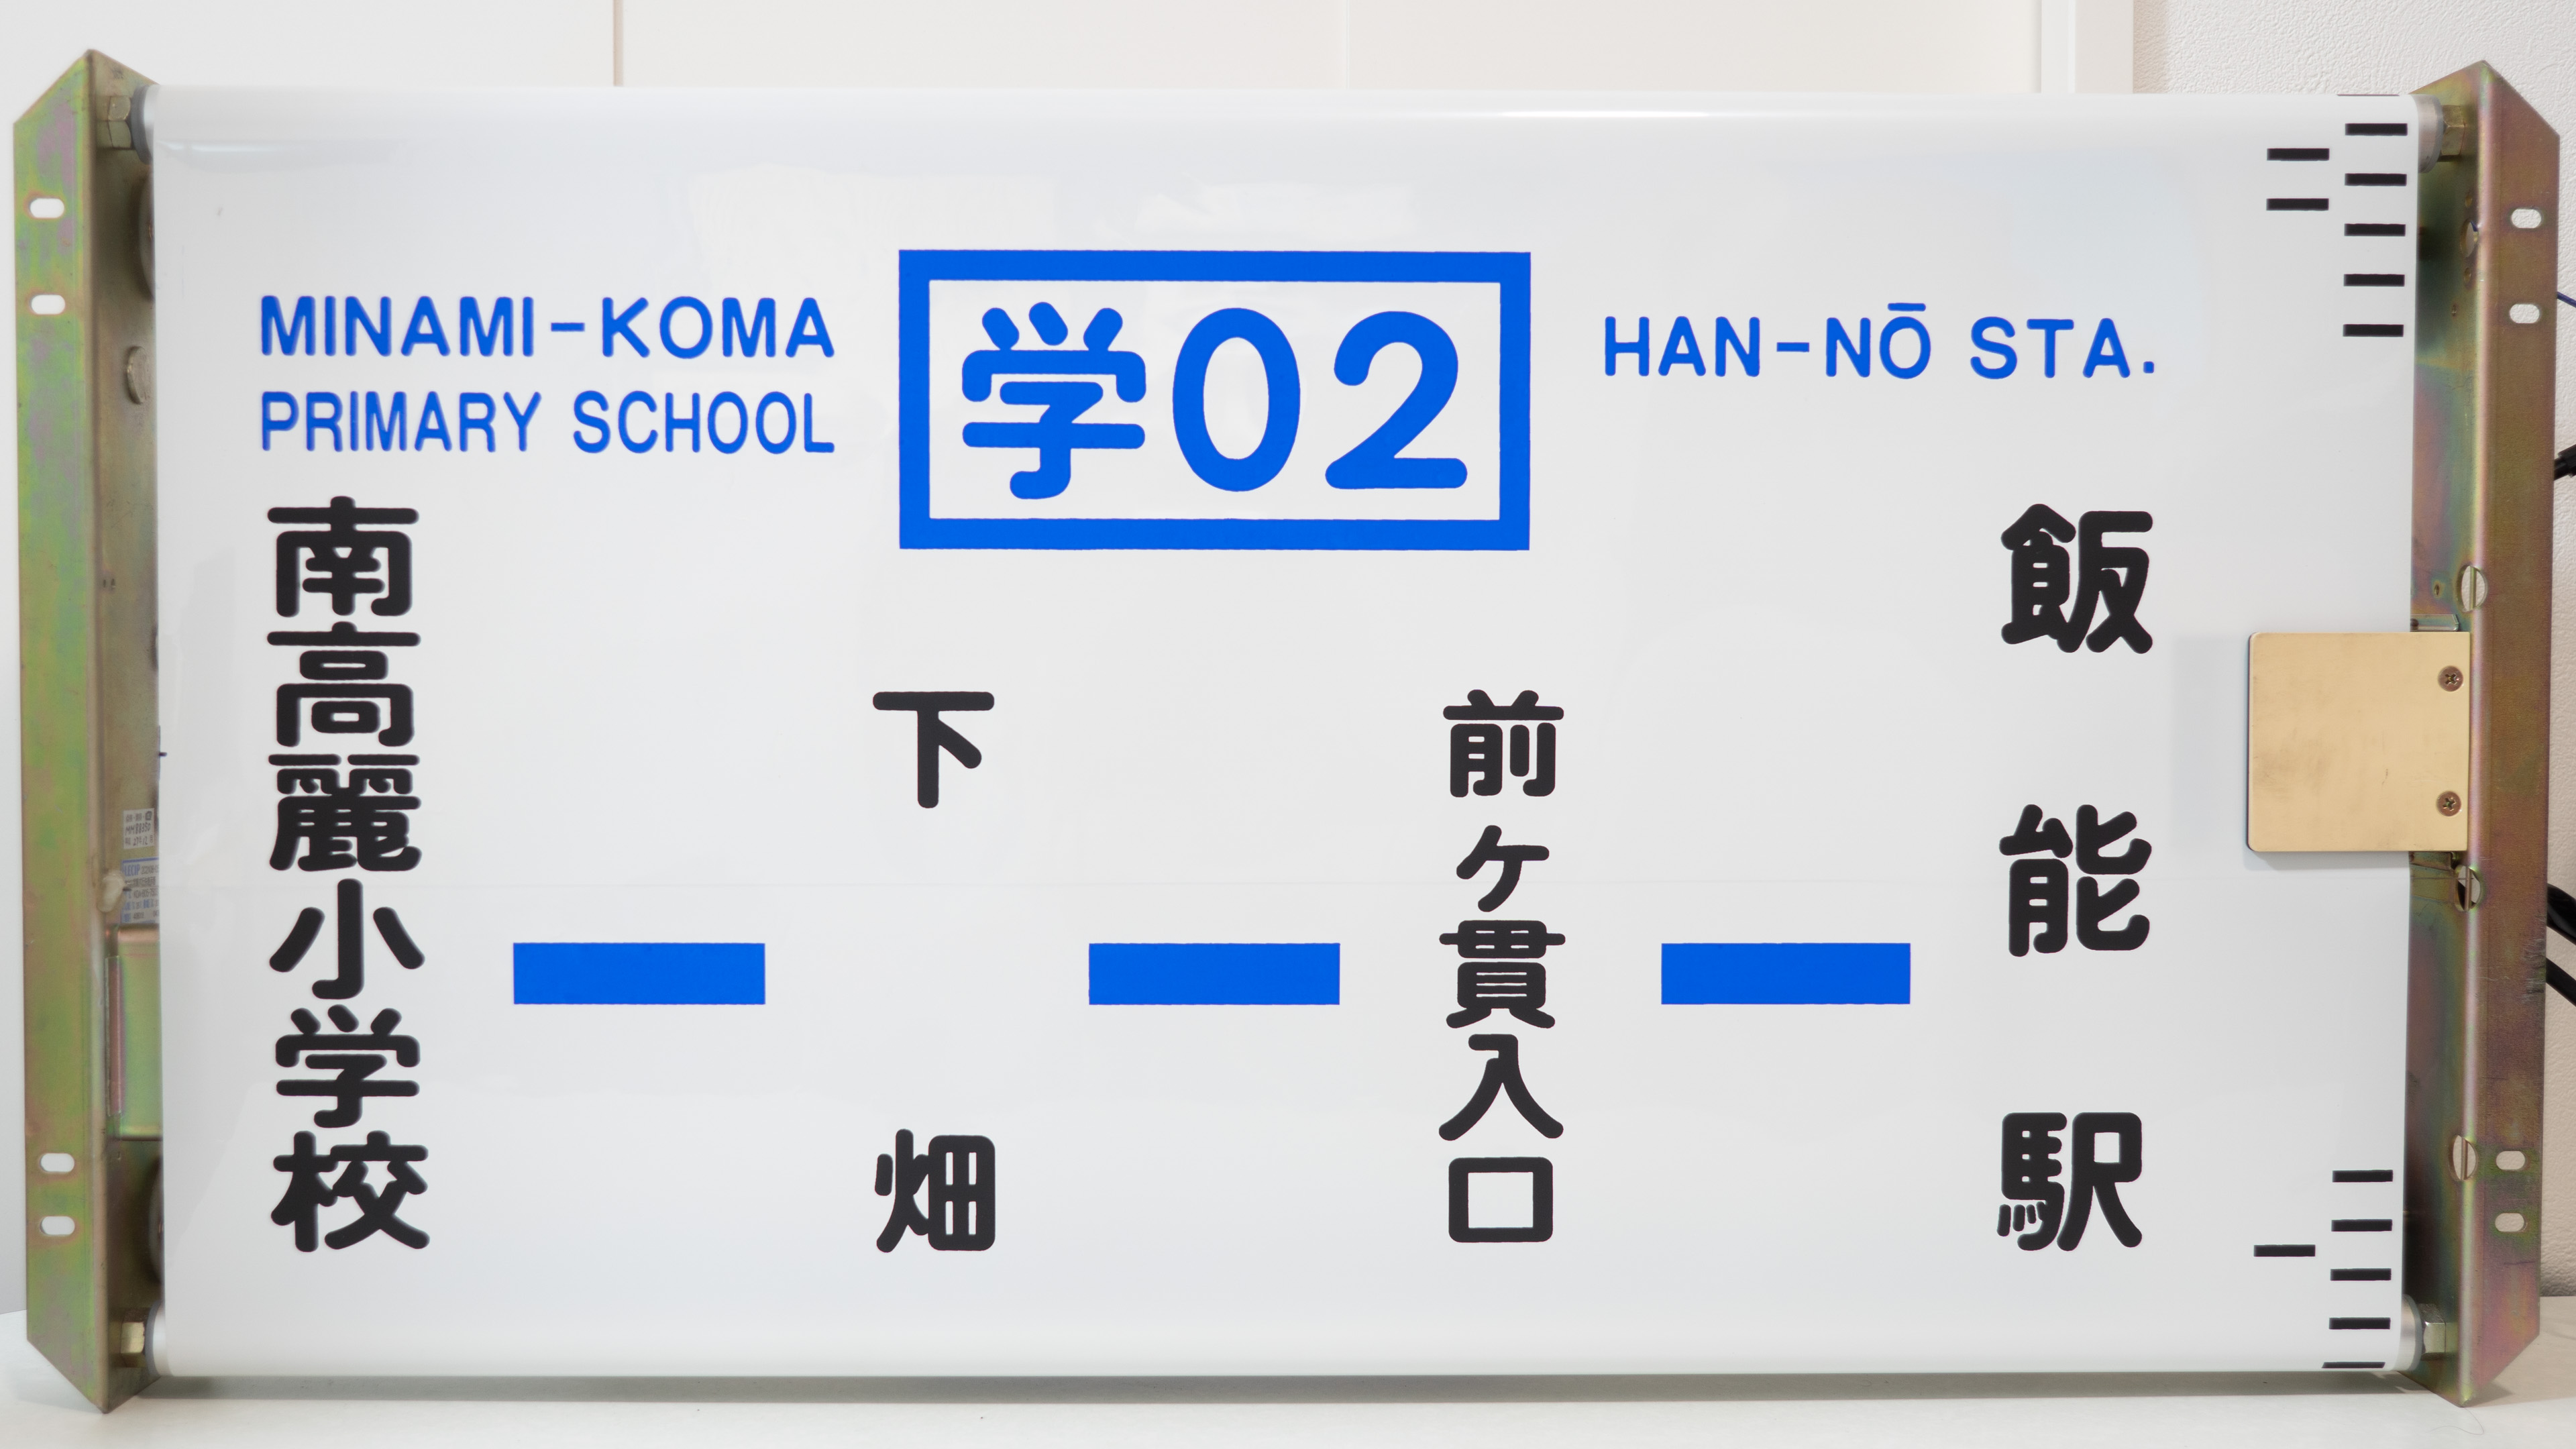 MINAMI-KOMA
PRIMARY SCHOOL
学02
HAN-NŌ STA.
南高麗小学校
下畑
前ヶ貫入口
飯能駅